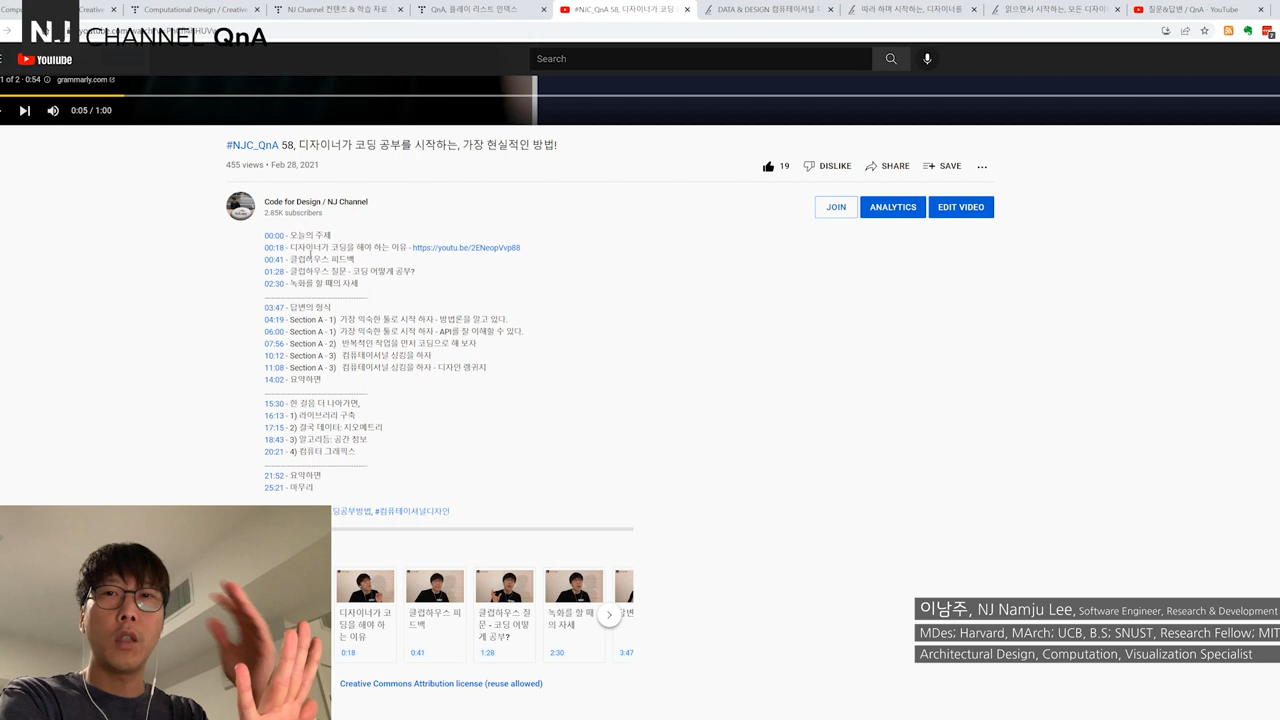 Computational Design / Creative
NJ Channel 컨텐츠 & 학습 자료
QnA, 플레이 리스트 인덱스
#NJC_QnA 58, 디자이너가 코딩
DATA & DESIGN 컴퓨테이셔널
따라 하며 시작하는, 디자이너를
읽으면서 시작하는, 모든 디자이
질문&답변 / QnA - YouTube
NJ CHANNEL QnA
YouTube
Search
1 of 2 · 0:54
grammarly.com
0:05 / 1:00
#NJC_QnA 58, 디자이너가 코딩 공부를 시작하는, 가장 현실적인 방법!
455 views • Feb 28, 2021
19
DISLIKE
SHARE
SAVE
Code for Design / NJ Channel
2.85K subscribers
JOIN
ANALYTICS
EDIT VIDEO
00:00 - 오늘의 주제
00:18 - 디자이너가 코딩을 해야 하는 이유 - https://youtu.be/2ENeopVvp88
00:41 - 클럽하우스 피드백
01:28 - 클럽하우스 질문 - 코딩 어떻게 공부?
02:30 - 녹화를 할 때의 자세
03:47 - 답변의 형식
04:19 - Section A - 1) 가장 익숙한 툴로 시작 하자 - 방법론을 알고 있다.
06:00 - Section A - 1) 가장 익숙한 툴로 시작 하자 - API를 잘 이해할 수 있다.
07:56 - Section A - 2) 반복적인 작업을 먼저 코딩으로 해 보자
10:12 - Section A - 3) 컴퓨테이셔널 싱킹을 하자
11:08 - Section A - 3) 컴퓨테이셔널 싱킹을 하자 - 디자인 랭귀지
14:02 - 요약하면
15:30 - 한 걸음 더 나아가면,
16:13 - 1) 라이브러리 구축
17:15 - 2) 결국 데이타: 지오메트리
18:43 - 3) 알고리듬: 공간 정보
20:21 - 4) 컴퓨터 그래픽스
21:52 - 요약하면
25:21 - 마무리
딩공부방법, #컴퓨테이셔널디자인
디자이너가 코딩을 해야 하는 이유
0:18
클럽하우스 피드백
0:41
클럽하우스 질문 - 코딩 어떻게 공부?
1:28
녹화를 할 때의 자세
2:30
3:47
Creative Commons Attribution license (reuse allowed)
이남주, NJ Namju Lee, Software Engineer, Research & Development
MDes; Harvard, MArch; UCB, B.S; SNUST, Research Fellow; MIT
Architectural Design, Computation, Visualization Specialist